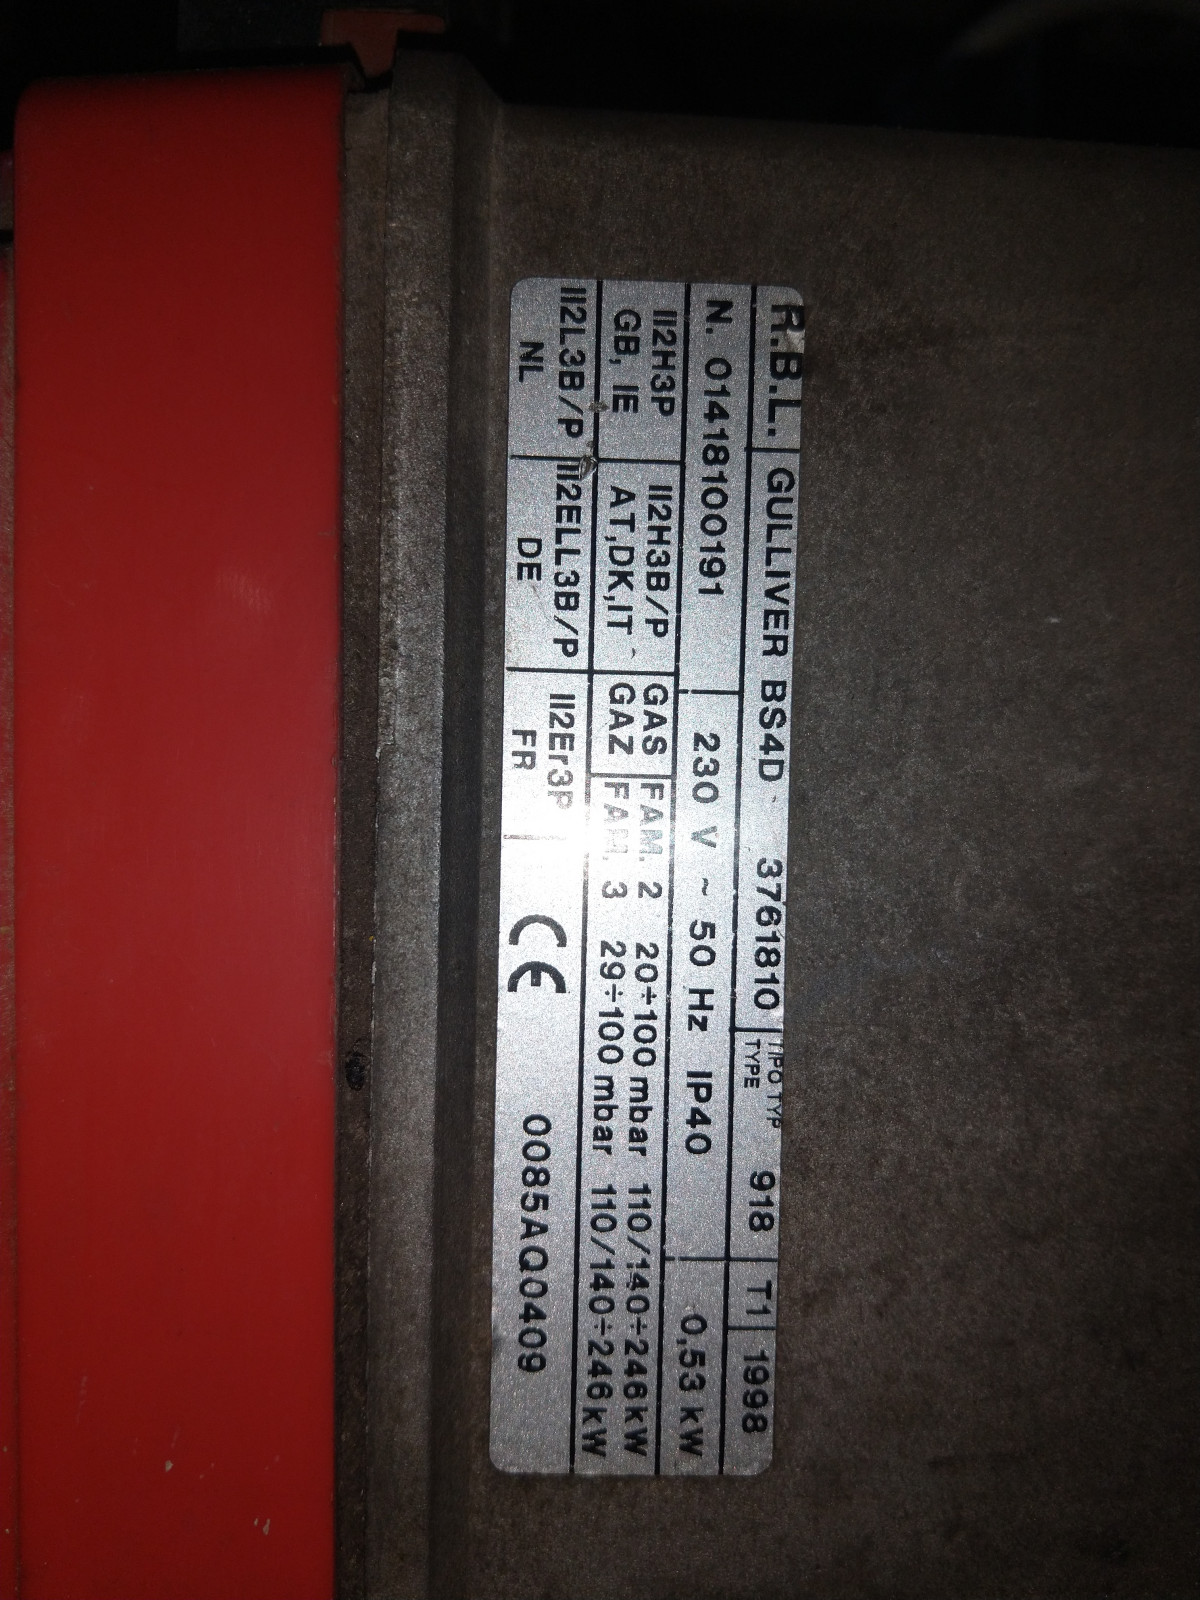 R.B.L. GULLIVER BS4D 3761810 TIPO TYP TYPE 918 T1 1998
N. 01418100191 230 V ~ 50 Hz IP40 0,53 kW
II2H3P II2H3B/P GAS FAM. 2 20÷100 mbar 110/140÷246 kW
GB, IE AT,DK,IT GAZ FAM. 3 29÷100 mbar 110/140÷246 kW
II2L3B/P II2ELL3B/P II2Er3P
NL DE FR CE 0085AQ0409